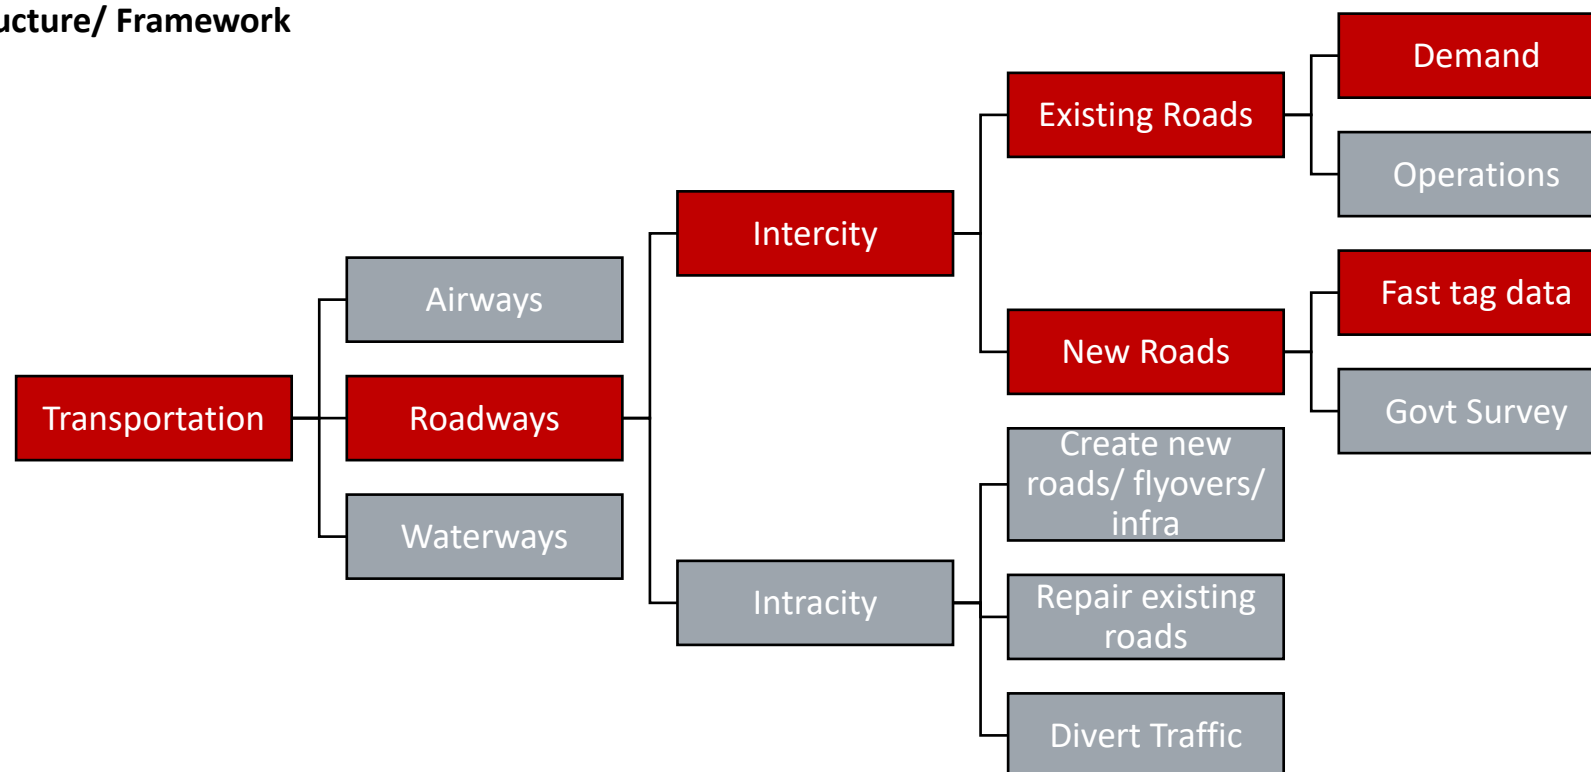 ucture/ Framework
Demand
Existing Roads
Operations
Intercity
Airways
Fast tag data
New Roads
Transportation
Roadways
Govt Survey
Create new
roads/ flyovers/
infra
Waterways
Intracity
Repair existing
roads
Divert Traffic